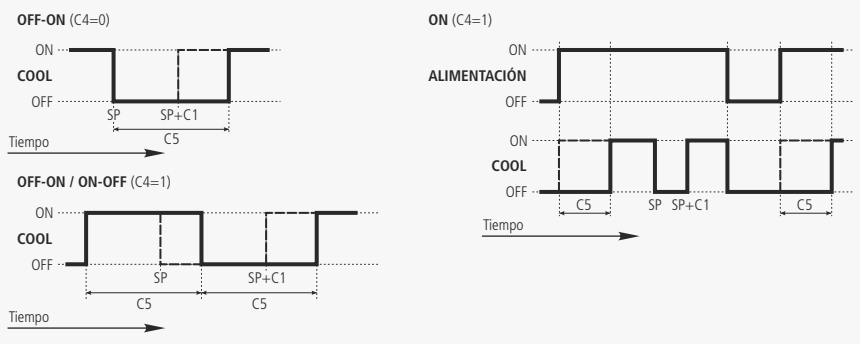 OFF-ON (C4=0)
ON
COOL
OFF
SP SP+C1
C5
Tiempo
OFF-ON / ON-OFF (C4=1)
ON
COOL
OFF
SP SP+C1
C5 C5
Tiempo
ON (C4=1)
ON
ALIMENTACIÓN
OFF
ON
COOL
OFF
C5 SP SP+C1 C5
Tiempo